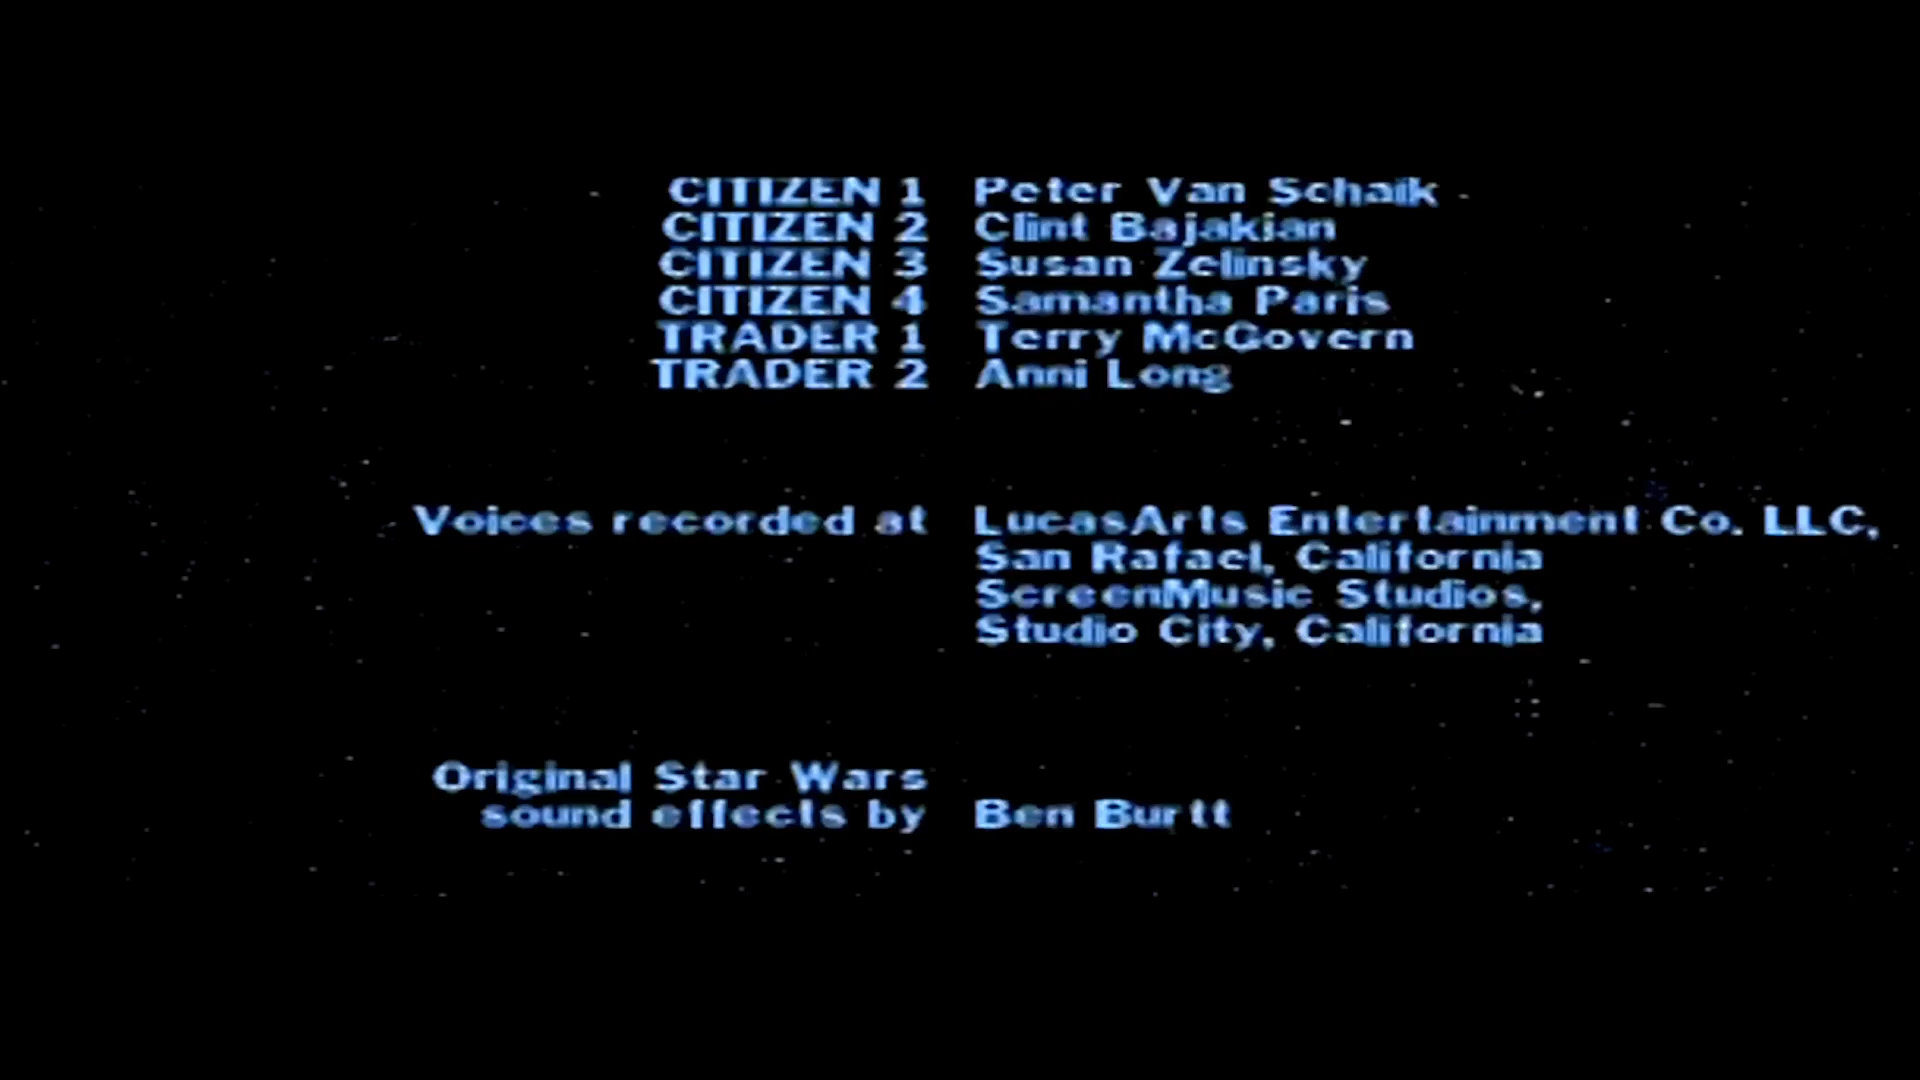 CITIZEN 1 Peter Van Schaik
CITIZEN 2 Clint Bajakian
CITIZEN 3 Susan Zelinsky
CITIZEN 4 Samantha Paris
TRADER 1 Terry McGovern
TRADER 2 Anni Long
Voices recorded at LucasArts Entertainment Co. LLC,
San Rafael, California
ScreenMusic Studios,
Studio City, California
Original Star Wars
sound effects by Ben Burtt